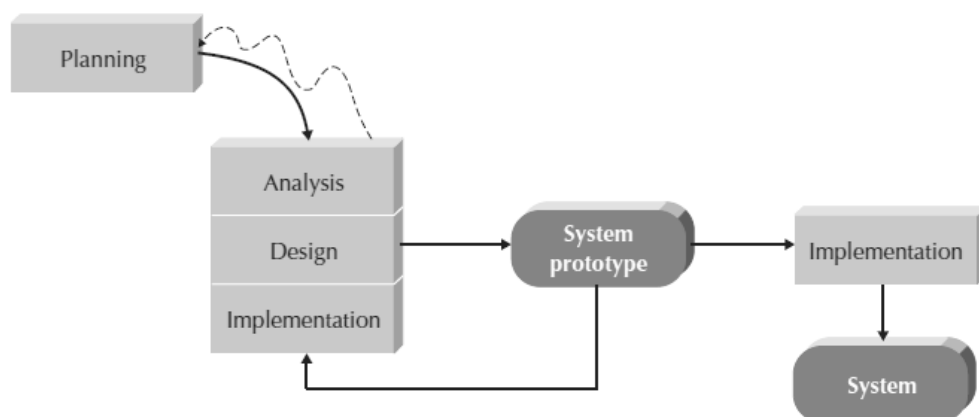 Planning
Analysis
Design
Implementation
System
prototype
Implementation
System